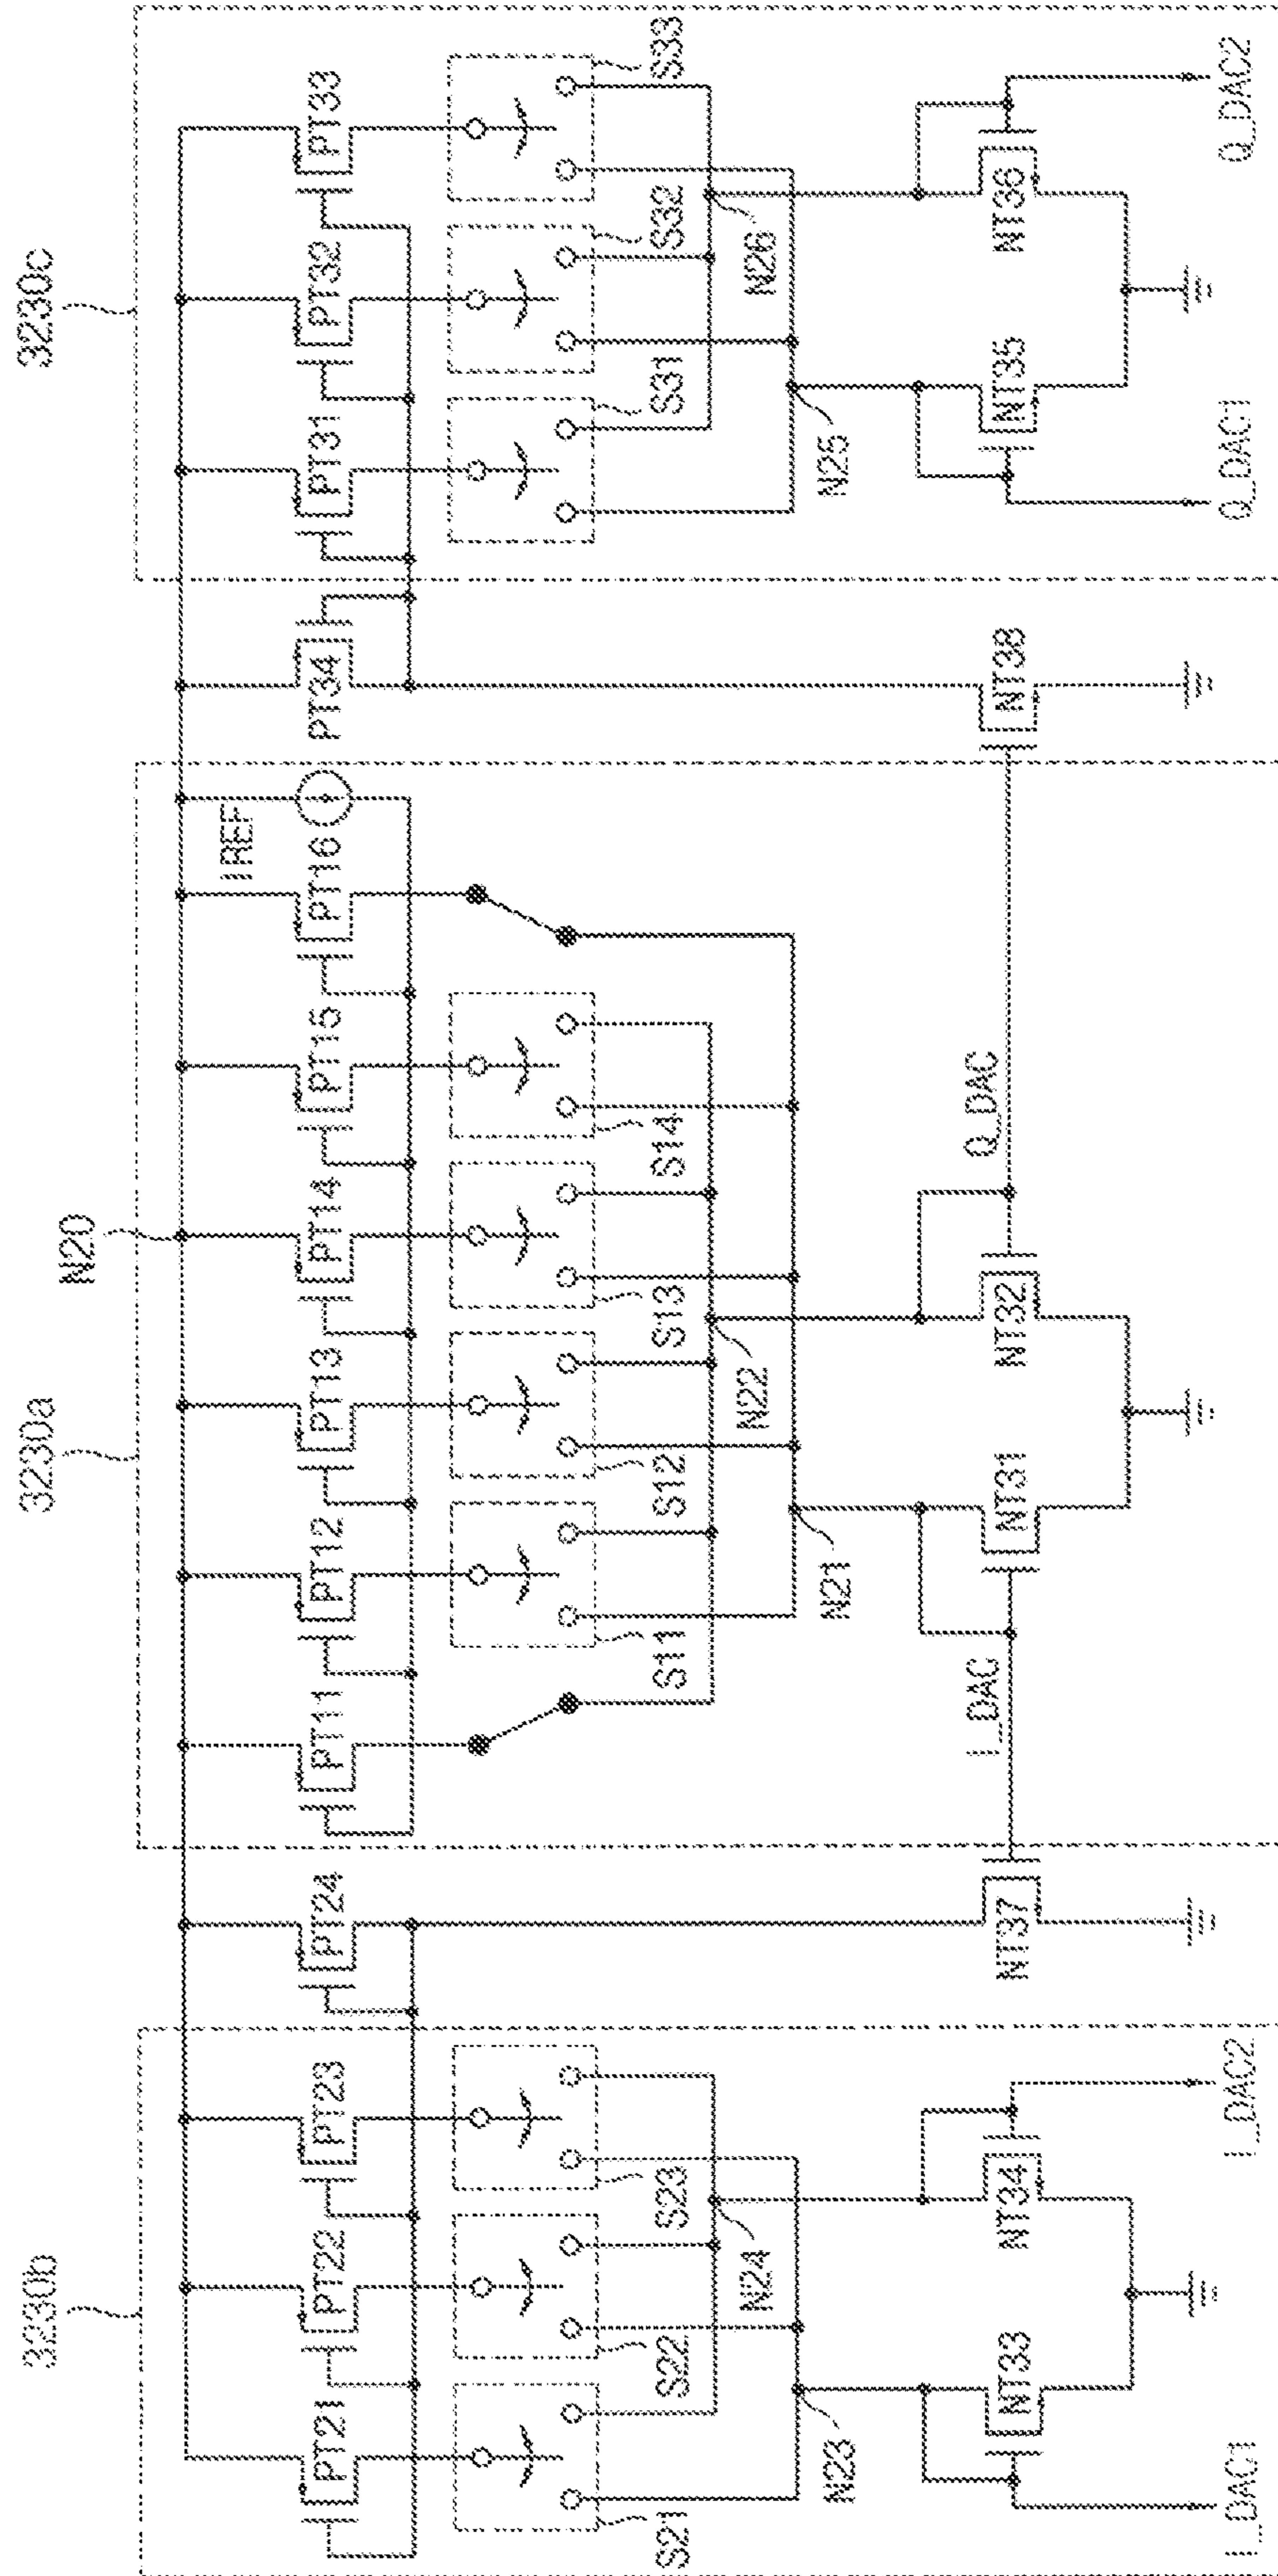 3230b
3230a
3230c
N20
PT21
PT22
PT23
PT24
PT11
PT12
PT13
PT14
PT15
PT16
IREF
PT34
PT31
PT32
PT33
S21
S22
S23
S11
S12
S13
S14
S31
S32
S33
N23
N24
N21
N22
N25
N26
I_DAC
Q_DAC
NT33
NT34
NT37
NT31
NT32
NT38
NT35
NT36
I_DAC1
I_DAC2
Q_DAC1
Q_DAC2